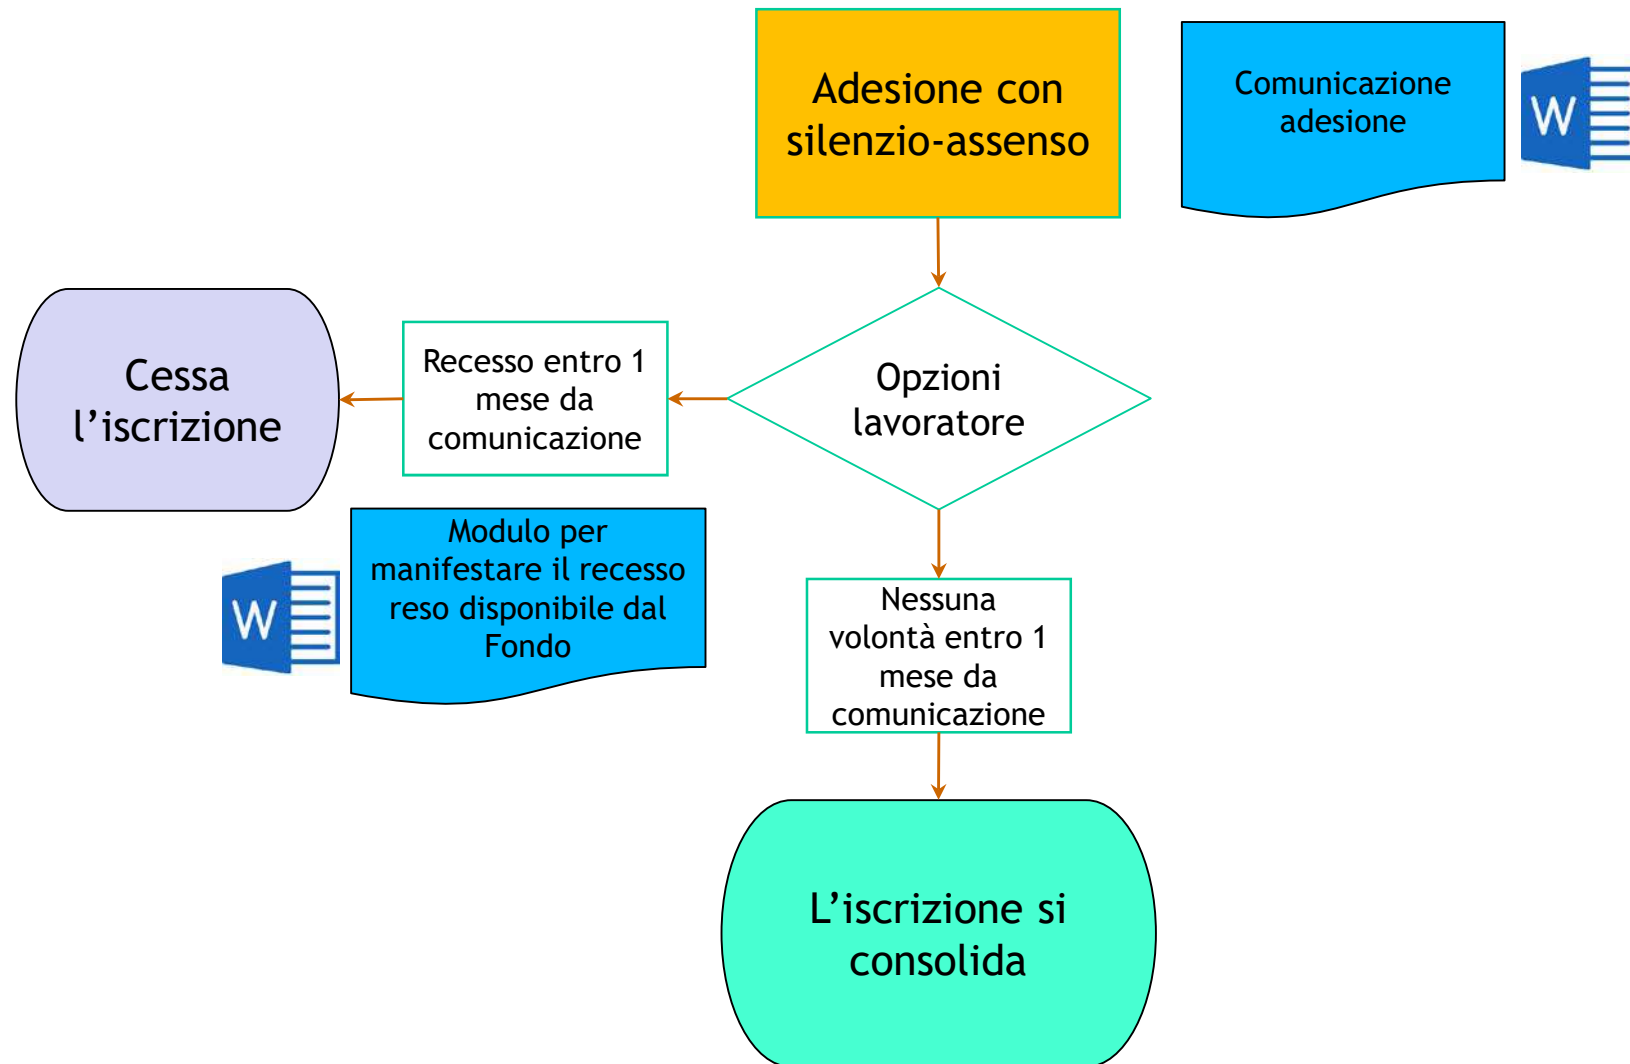 Adesione con
silenzio-assenso
Comunicazione
adesione
W
Cessa
l’iscrizione
Recesso entro 1
mese da
comunicazione
Opzioni
lavoratore
W
Modulo per
manifestare il recesso
reso disponibile dal
Fondo
Nessuna
volontà entro 1
mese da
comunicazione
L’iscrizione si
consolida